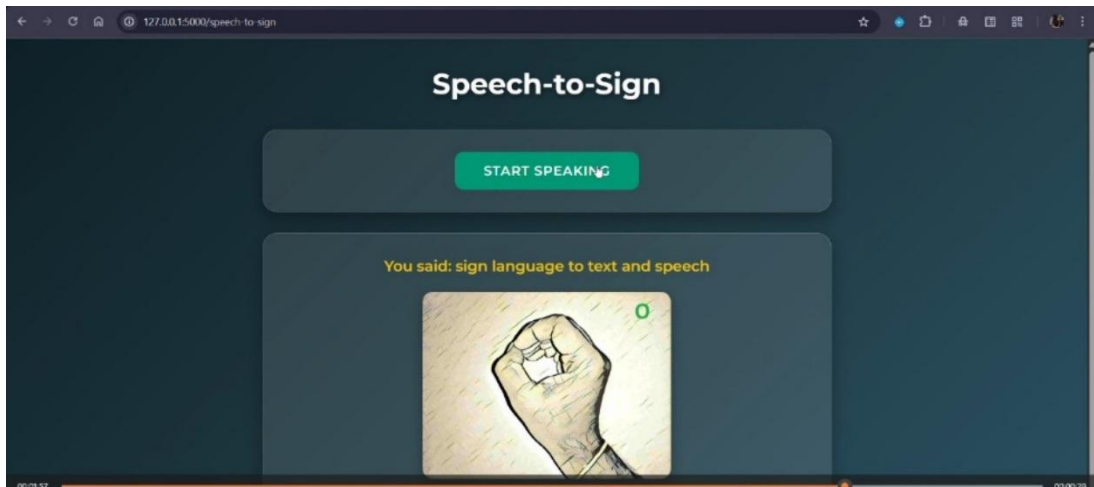 127.0.0.1:5000/speech-to-sign
Speech-to-Sign
START SPEAKING
You said: sign language to text and speech
O